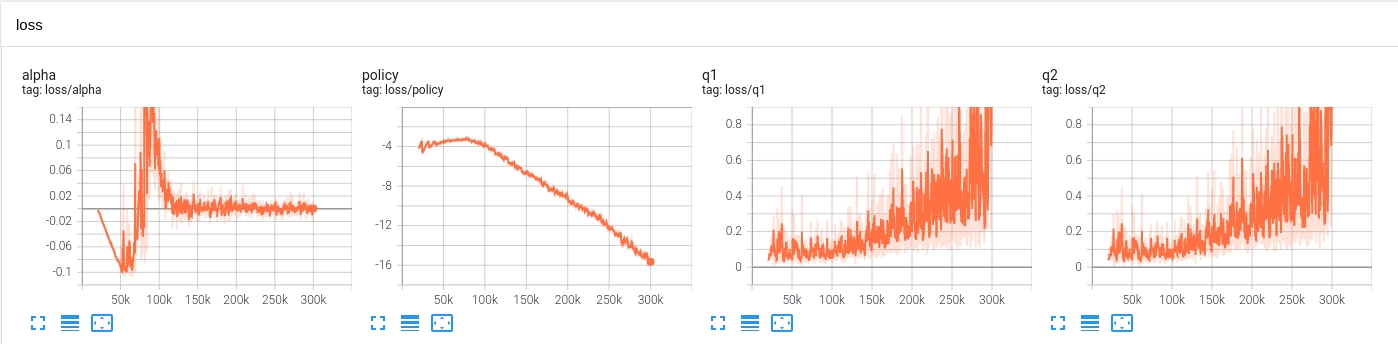 loss
alpha
tag: loss/alpha
0.14
0.1
0.06
0.02
-0.02
-0.06
-0.1
50k 100k 150k 200k 250k 300k
policy
tag: loss/policy
-4
-8
-12
-16
50k 100k 150k 200k 250k 300k
q1
tag: loss/q1
0.8
0.6
0.4
0.2
0
50k 100k 150k 200k 250k 300k
q2
tag: loss/q2
0.8
0.6
0.4
0.2
0
50k 100k 150k 200k 250k 300k